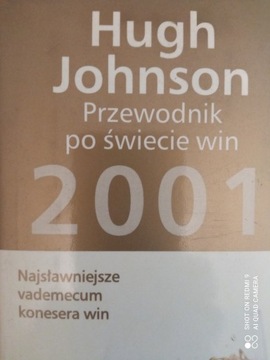 Hugh
Johnson
Przewodnik
po świecie win
2001
Najsławniejsze
vademecum
konesera win
SHOT ON REDMI 9
AI QUAD CAMERA